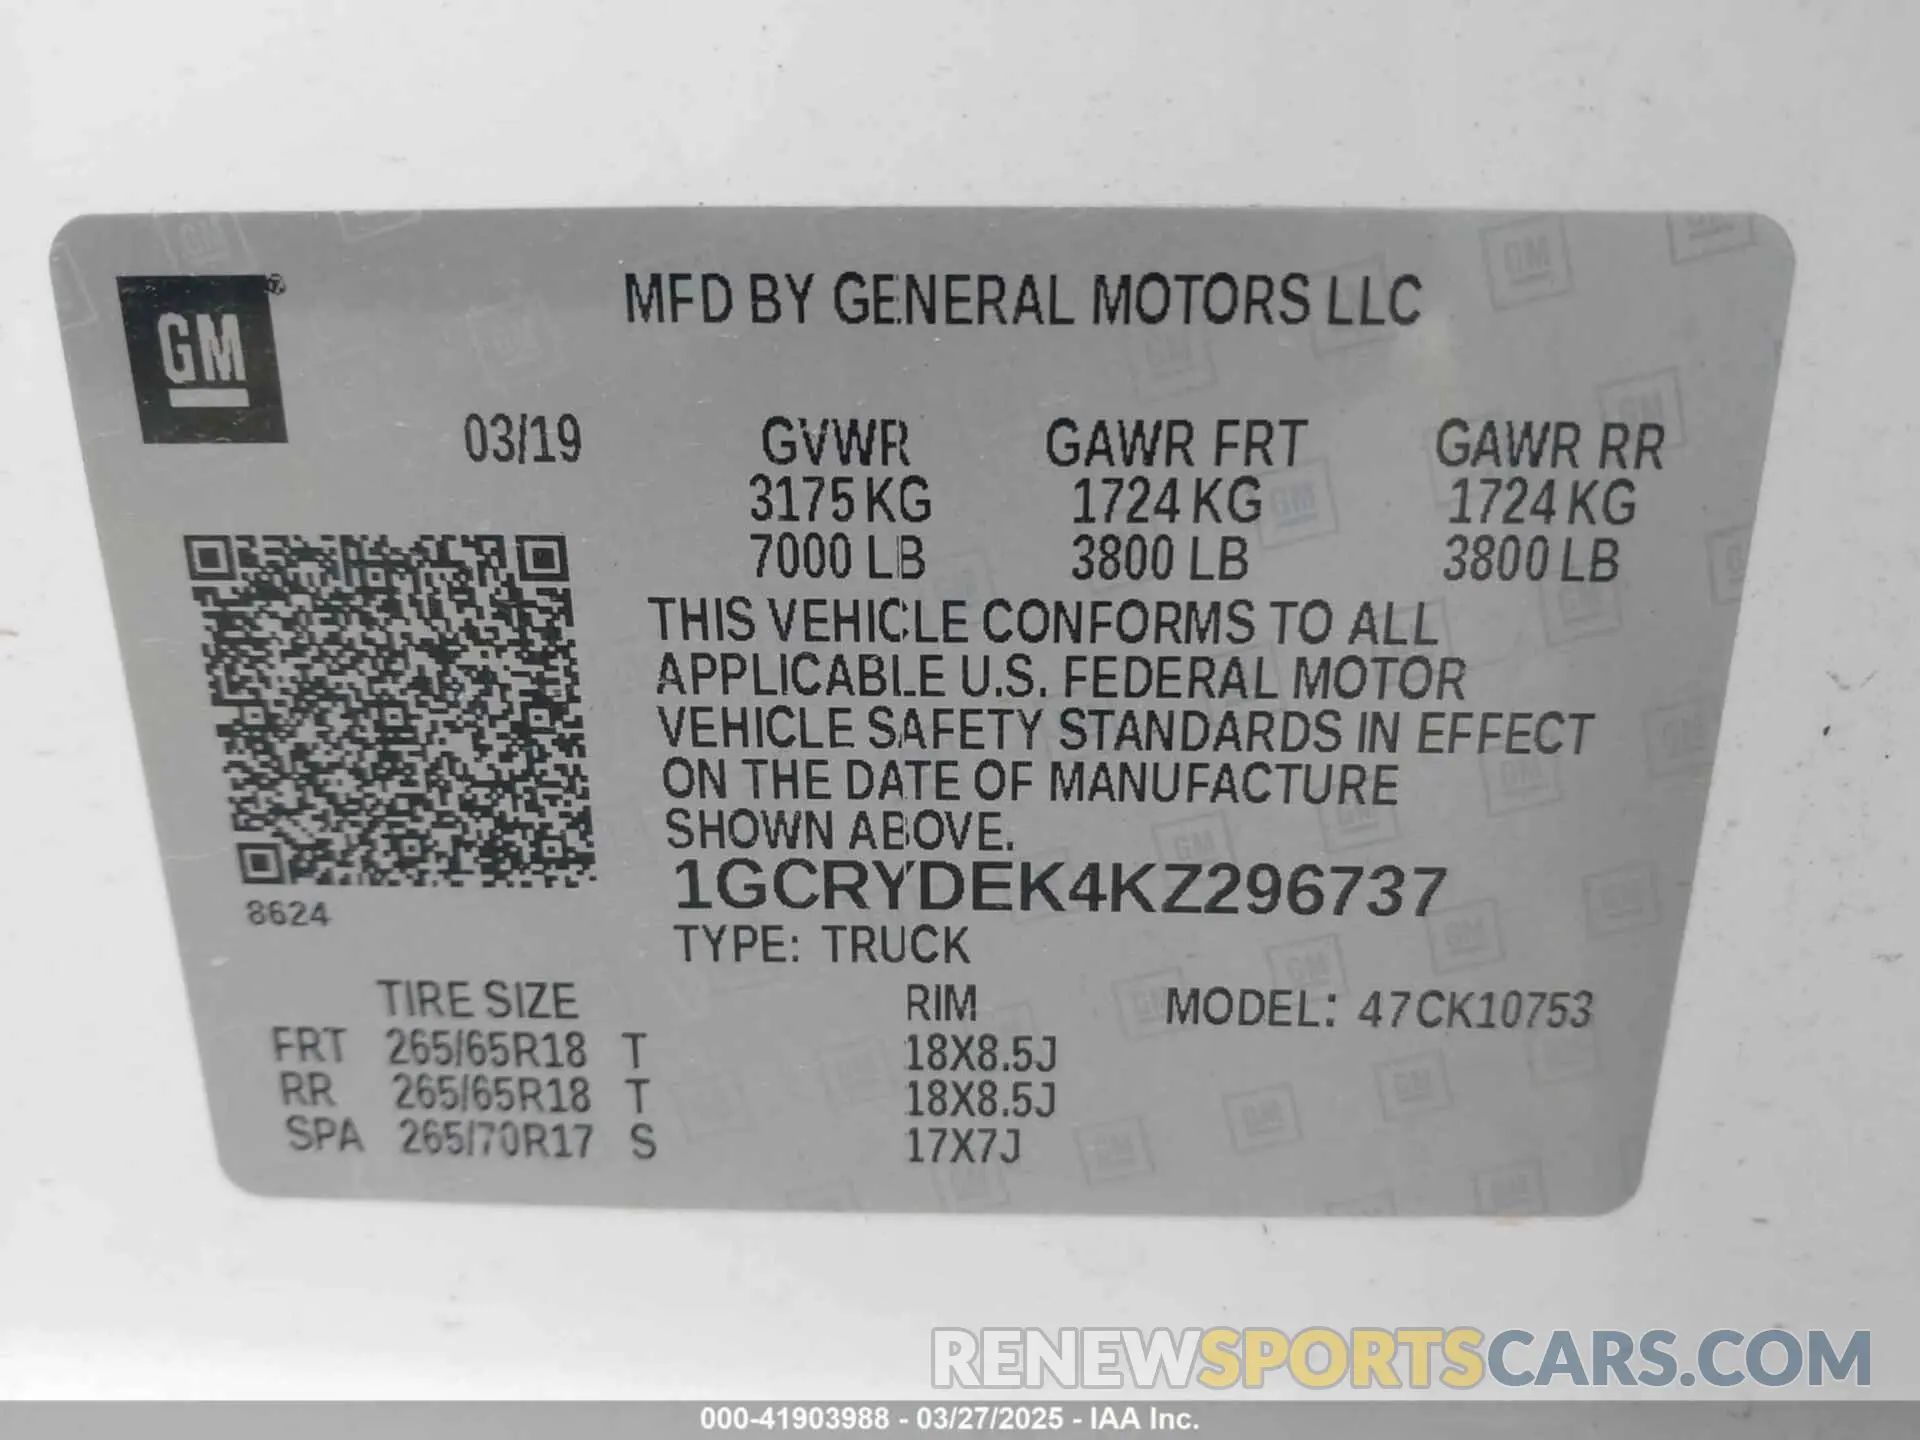 GM
MFD BY GENERAL MOTORS LLC
03/19 GVWR GAWR FRT GAWR RR
3175 KG 1724 KG 1724 KG
7000 LB 3800 LB 3800 LB
THIS VEHICLE CONFORMS TO ALL
APPLICABLE U.S. FEDERAL MOTOR
VEHICLE SAFETY STANDARDS IN EFFECT
ON THE DATE OF MANUFACTURE
SHOWN ABOVE.
1GCRYDEK4KZ296737
8624
TYPE: TRUCK
TIRE SIZE RIM MODEL: 47CK10753
FRT 265/65R18 T 18X8.5J
RR 265/65R18 T 18X8.5J
SPA 265/70R17 S 17X7J
RENEWSPORTSCARS.COM
000-41903988 - 03/27/2025 - IAA Inc.